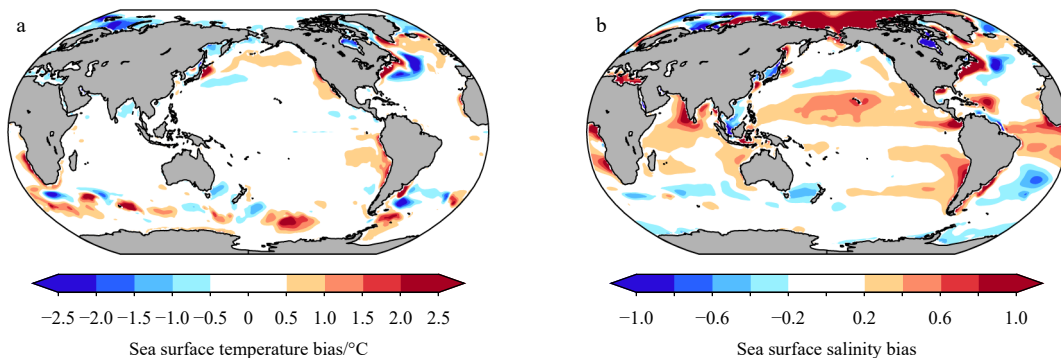 a
b
−2.5 −2.0 −1.5 −1.0 −0.5 0 0.5 1.0 1.5 2.0 2.5
Sea surface temperature bias/°C
−1.0 −0.6 −0.2 0.2 0.6 1.0
Sea surface salinity bias